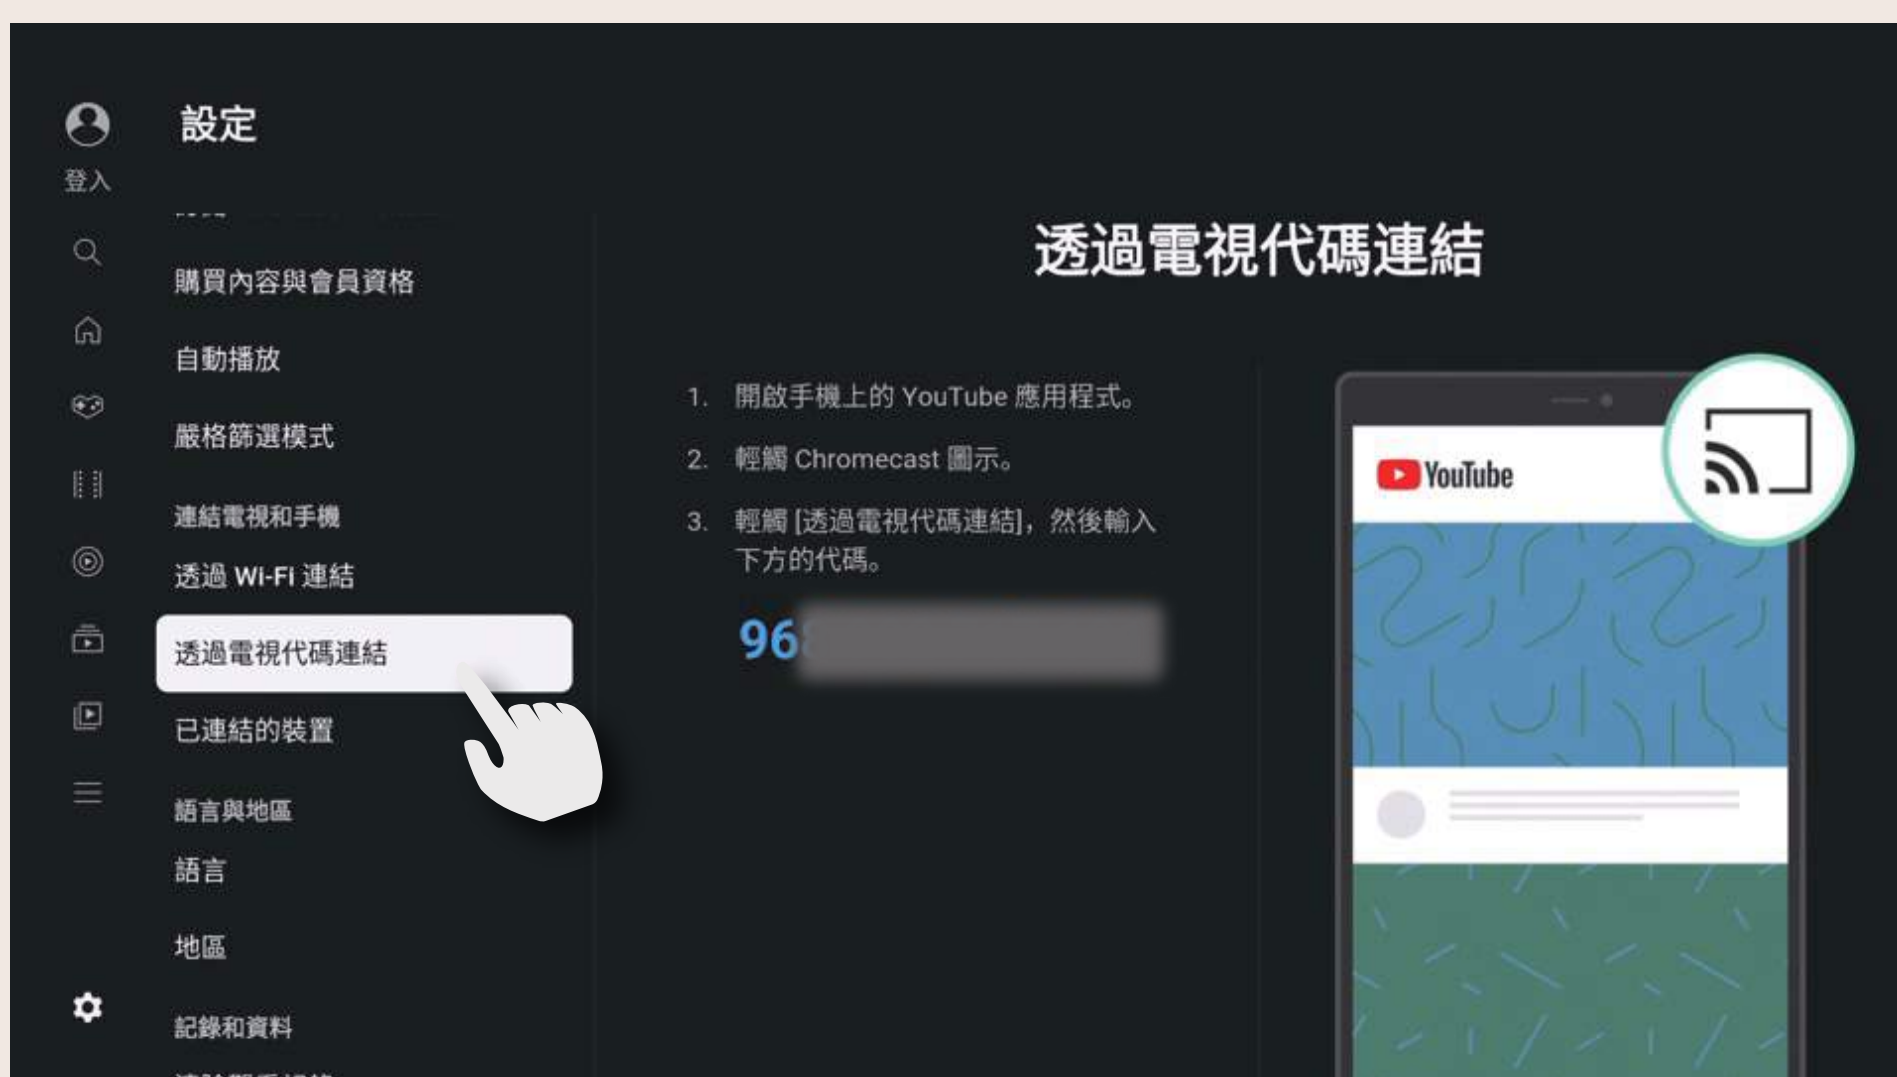 設定
登入
購買內容與會員資格
自動播放
嚴格篩選模式
連結電視和手機
透過 Wi-Fi 連結
透過電視代碼連結
已連結的裝置
語言與地區
語言
地區
記錄和資料
透過電視代碼連結
1. 開啟手機上的 YouTube 應用程式。
2. 輕觸 Chromecast 圖示。
3. 輕觸 [透過電視代碼連結]，然後輸入
下方的代碼。
96
YouTube